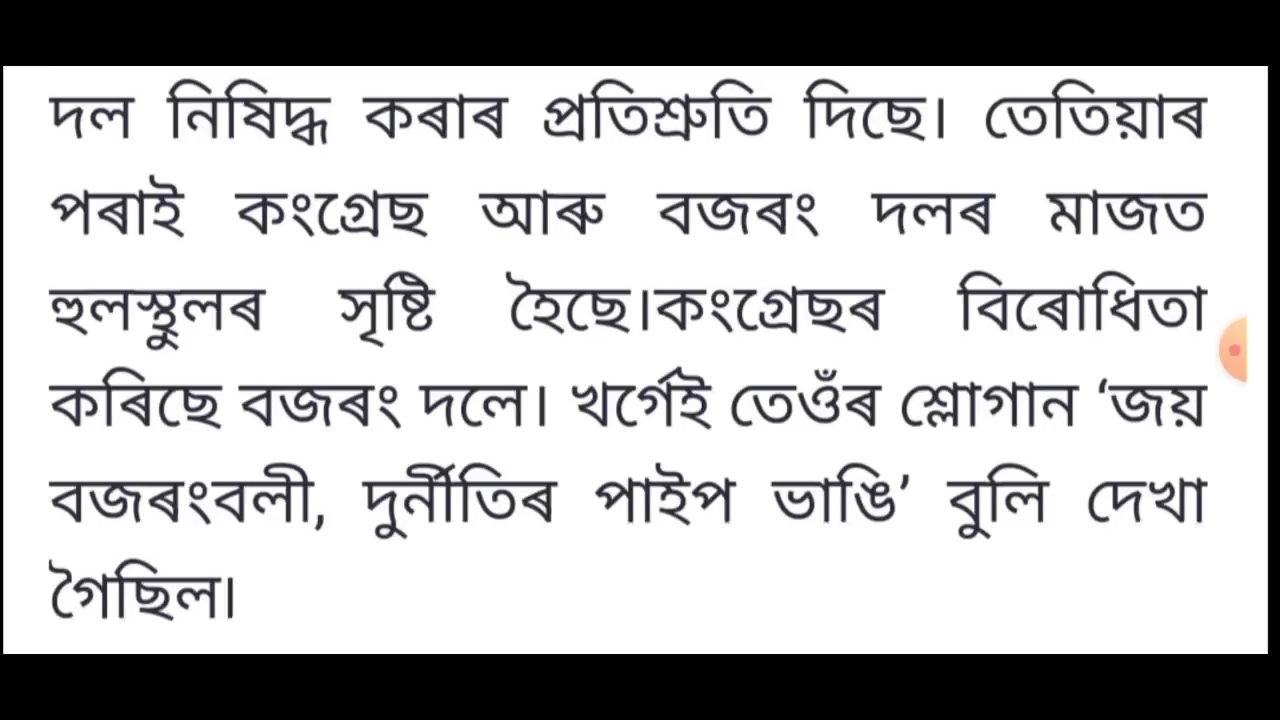 দল নিষিদ্ধ কৰাৰ প্ৰতিশ্ৰুতি দিছে। তেতিয়াৰ
পৰাই কংগ্ৰেছ আৰু বজৰং দলৰ মাজত
হুলস্থুলৰ সৃষ্টি হৈছে।কংগ্ৰেছৰ বিৰোধিতা
কৰিছে বজৰং দলে। খৰ্গেই তেওঁৰ শ্লোগান ‘জয়
বজৰংবলী, দুৰ্নীতিৰ পাইপ ভাঙি’ বুলি দেখা
গৈছিল।